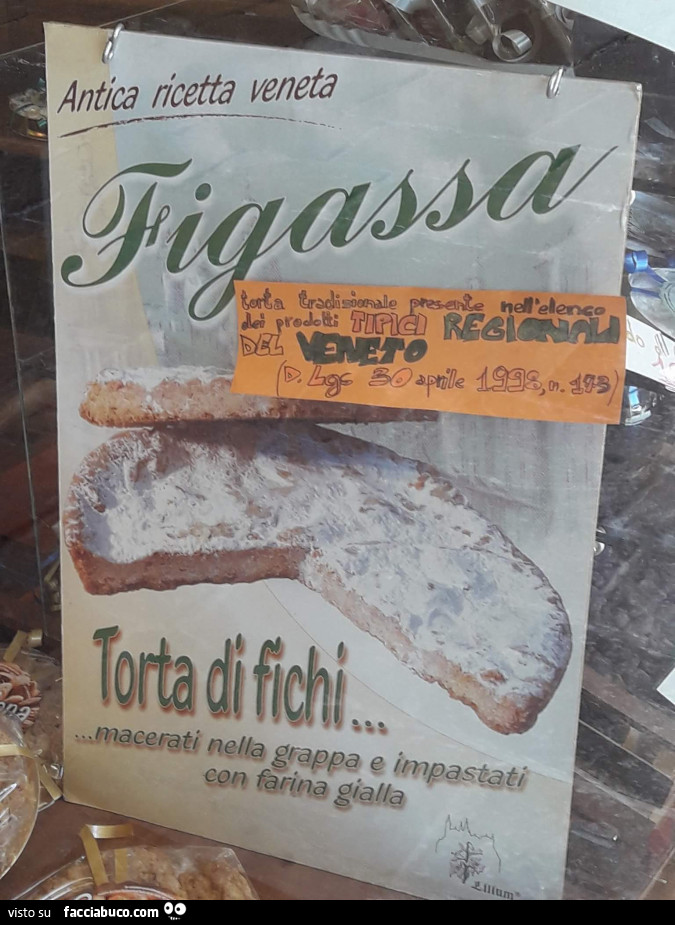 Antica ricetta veneta
Figassa
torta tradizionale presente nell'elenco
dei prodotti TIPICI REGIONALI
DEL VENETO
(D. Lgc 30 aprile 1998, n. 173)
Torta di fichi...
...macerati nella grappa e impastati
con farina gialla
Lilium®
visto su facciabuco.com